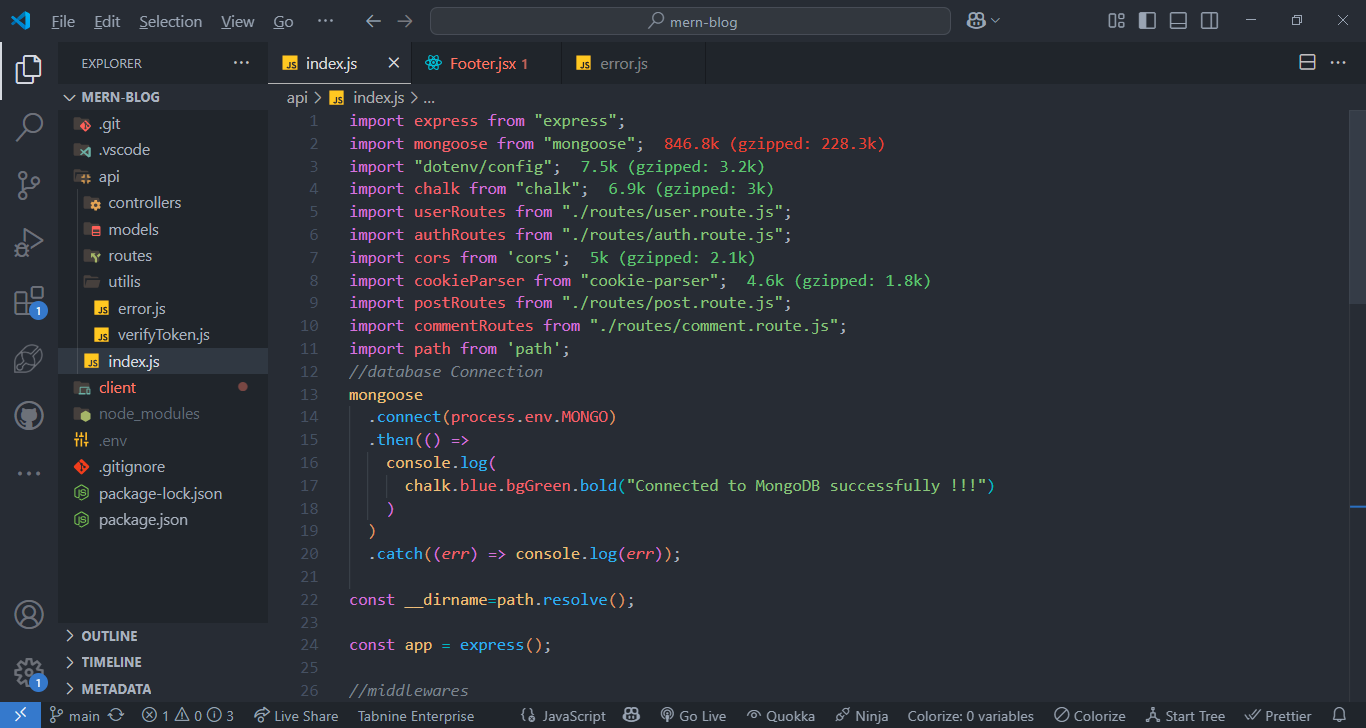 File Edit Selection View Go ··· mern-blog
EXPLORER ···
index.js
Footer.jsx 1
error.js
MERN-BLOG
.git
.vscode
api
controllers
models
routes
utilis
error.js
verifyToken.js
index.js
client
node_modules
.env
.gitignore
package-lock.json
package.json
OUTLINE
TIMELINE
METADATA
1
1
api > index.js > ...
1 import express from "express";
2 import mongoose from "mongoose"; 846.8k (gzipped: 228.3k)
3 import "dotenv/config"; 7.5k (gzipped: 3.2k)
4 import chalk from "chalk"; 6.9k (gzipped: 3k)
5 import userRoutes from "./routes/user.route.js";
6 import authRoutes from "./routes/auth.route.js";
7 import cors from 'cors'; 5k (gzipped: 2.1k)
8 import cookieParser from "cookie-parser"; 4.6k (gzipped: 1.8k)
9 import postRoutes from "./routes/post.route.js";
10 import commentRoutes from "./routes/comment.route.js";
11 import path from 'path';
12 //database Connection
13 mongoose
14 .connect(process.env.MONGO)
15 .then(() =>
16 console.log(
17 chalk.blue.bgGreen.bold("Connected to MongoDB successfully !!!")
18 )
19 )
20 .catch((err) => console.log(err));
21
22 const __dirname=path.resolve();
23
24 const app = express();
25
26 //middlewares
main 1 0 3 Live Share Tabnine Enterprise JavaScript Go Live Quokka Ninja Colorize: 0 variables Colorize Start Tree Prettier